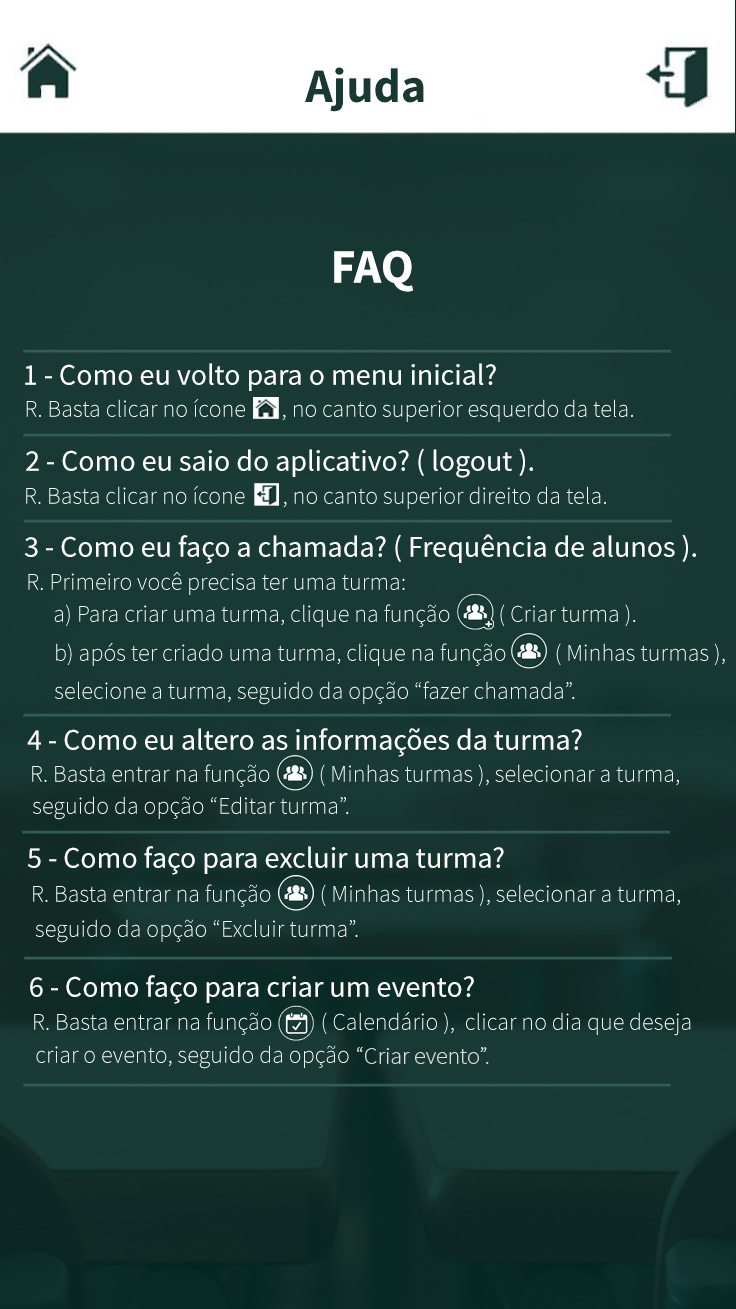 Ajuda
FAQ
1 - Como eu volto para o menu inicial?
R. Basta clicar no ícone , no canto superior esquerdo da tela.
2 - Como eu saio do aplicativo? ( logout ).
R. Basta clicar no ícone , no canto superior direito da tela.
3 - Como eu faço a chamada? ( Frequência de alunos ).
R. Primeiro você precisa ter uma turma:
a) Para criar uma turma, clique na função ( Criar turma ).
b) após ter criado uma turma, clique na função ( Minhas turmas ),
selecione a turma, seguido da opção “fazer chamada”.
4 - Como eu altero as informações da turma?
R. Basta entrar na função ( Minhas turmas ), selecionar a turma,
seguido da opção “Editar turma”.
5 - Como faço para excluir uma turma?
R. Basta entrar na função ( Minhas turmas ), selecionar a turma,
seguido da opção “Excluir turma”.
6 - Como faço para criar um evento?
R. Basta entrar na função ( Calendário ), clicar no dia que deseja
criar o evento, seguido da opção “Criar evento”.